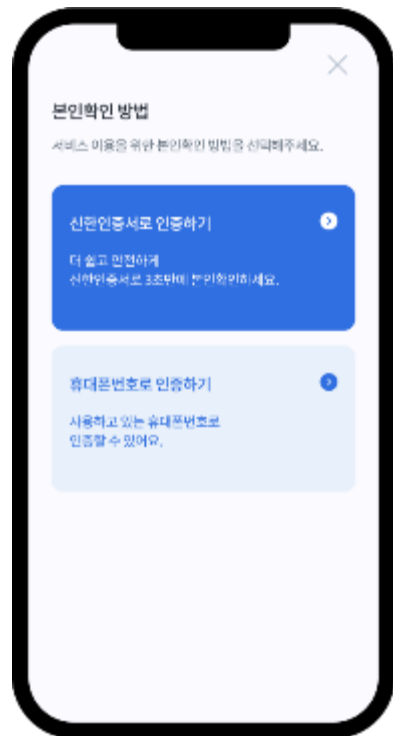 본인확인 방법
서비스 이용을 위한 본인확인 방법을 선택해주세요.
신한인증서로 인증하기
더 쉽고 안전하게
신한인증서로 3초만에 본인확인하세요.
휴대폰번호로 인증하기
사용하고 있는 휴대폰번호로
인증할 수 있어요.